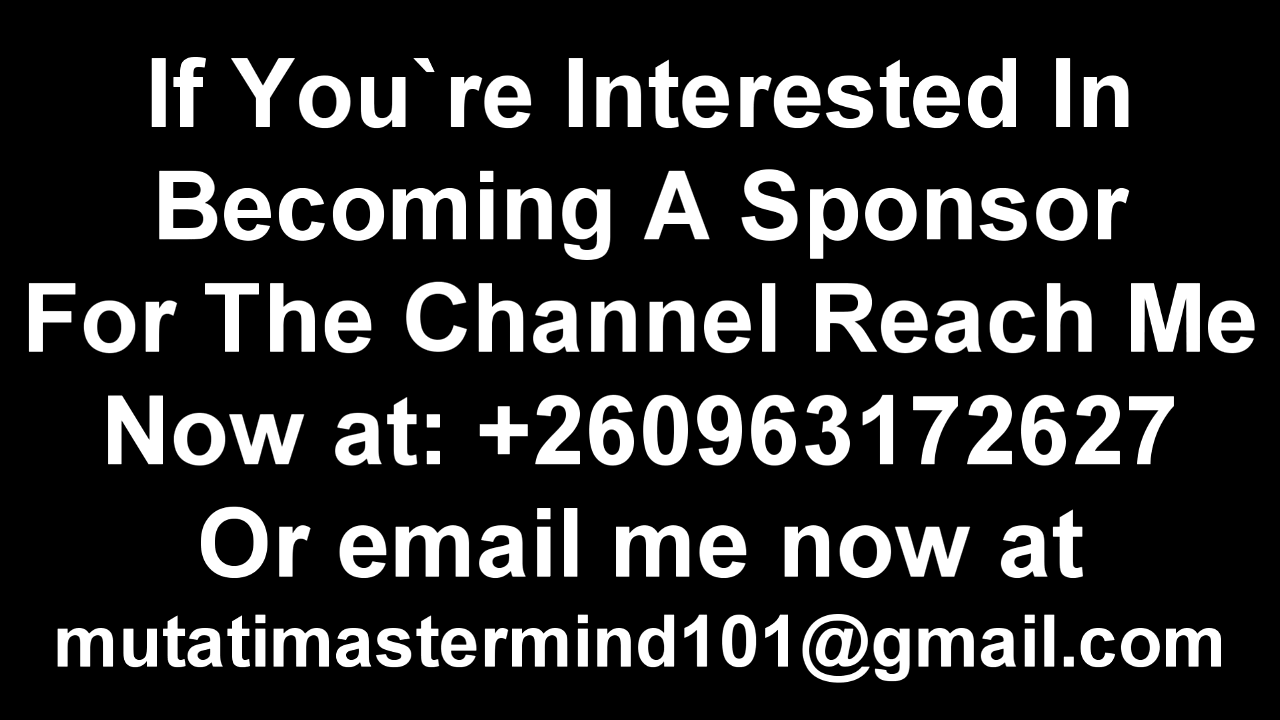 If You`re Interested In
Becoming A Sponsor
For The Channel Reach Me
Now at: +260963172627
Or email me now at
mutatimastermind101@gmail.com